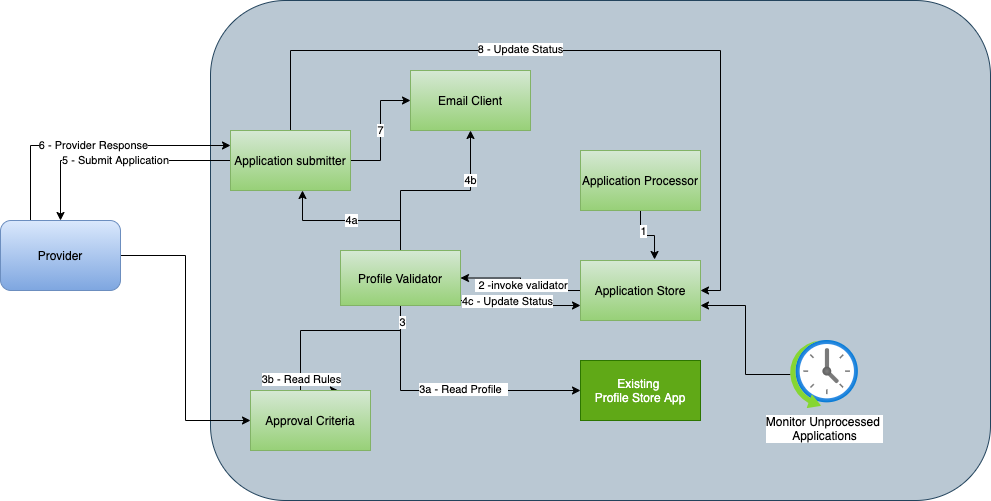 8 - Update Status
Email Client
7
6 - Provider Response
5 - Submit Application
Application submitter
4b
Application Processor
4a
1
Provider
Profile Validator
2 -invoke validator
Application Store
4c - Update Status
3
3b - Read Rules
3a - Read Profile
Existing
Profile Store App
Approval Criteria
Monitor Unprocessed
Applications